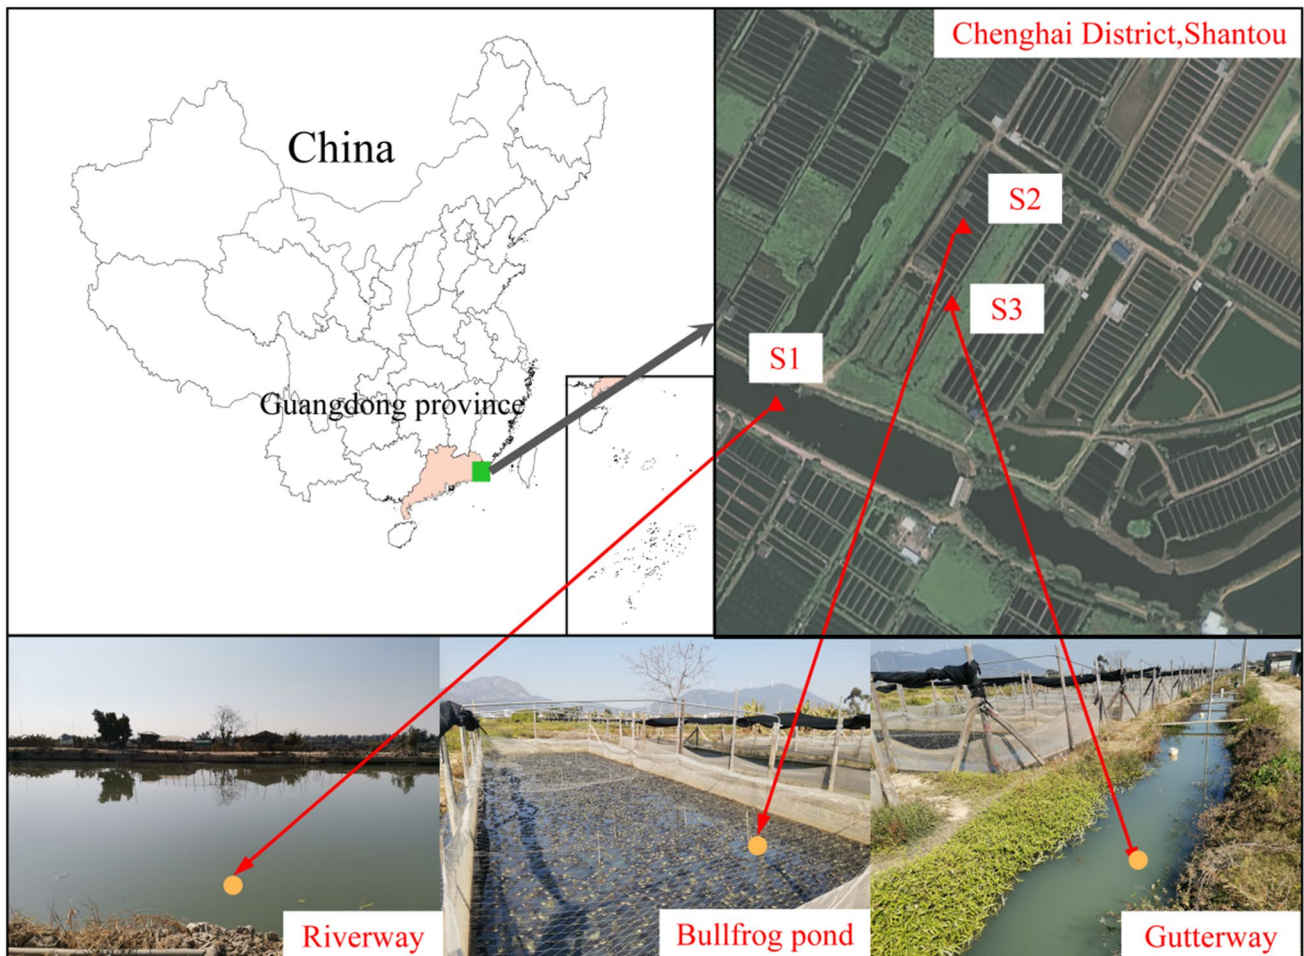 Chenghai District,Shantou
China
S2
S3
S1
Guangdong province
Riverway
Bullfrog pond
Gutterway